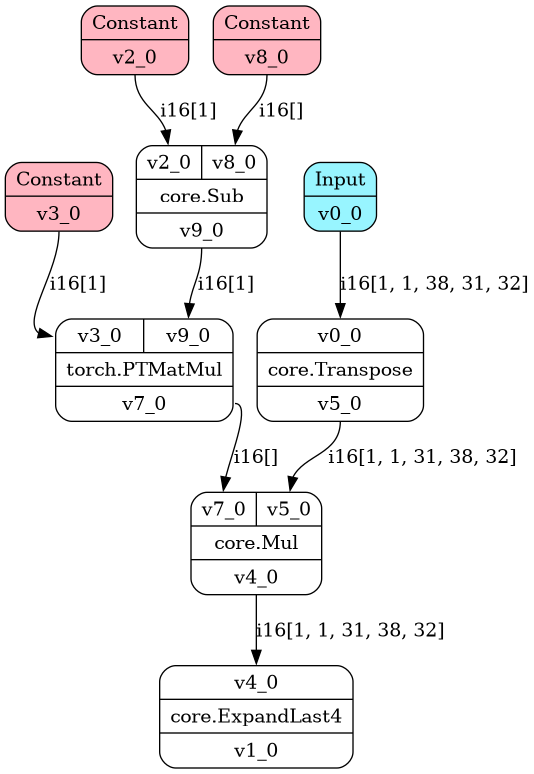 Constant
v2_0
Constant
v8_0
i16[1]
i16[]
Constant
v3_0
v2_0
v8_0
core.Sub
v9_0
Input
v0_0
i16[1]
i16[1]
i16[1, 1, 38, 31, 32]
v3_0
v9_0
torch.PTMatMul
v7_0
v0_0
core.Transpose
v5_0
i16[]
i16[1, 1, 31, 38, 32]
v7_0
v5_0
core.Mul
v4_0
i16[1, 1, 31, 38, 32]
v4_0
core.ExpandLast4
v1_0